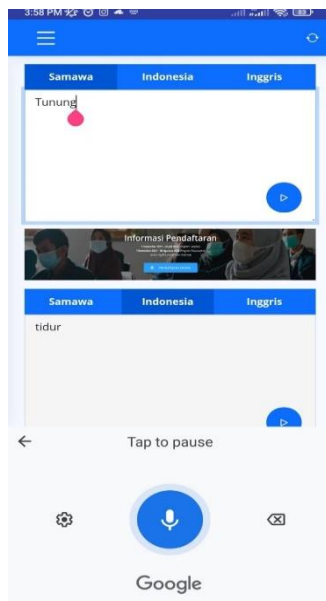 3:58 PM
Samawa Indonesia Inggris
Tunung
Informasi Pendaftaran
Samawa Indonesia Inggris
tidur
Tap to pause
Google